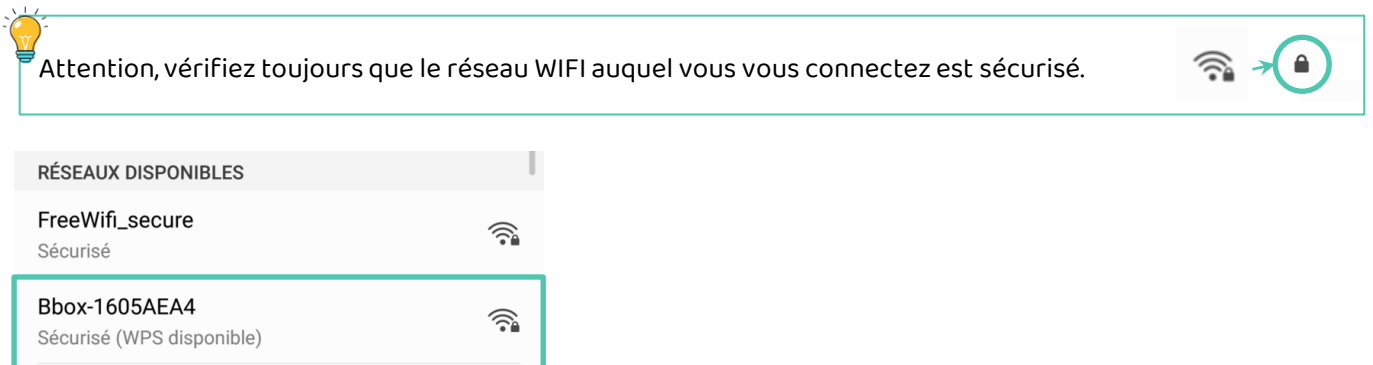 Attention, vérifiez toujours que le réseau WIFI auquel vous vous connectez est sécurisé.
RÉSEAUX DISPONIBLES
FreeWifi_secure
Sécurisé
Bbox-1605AEA4
Sécurisé (WPS disponible)